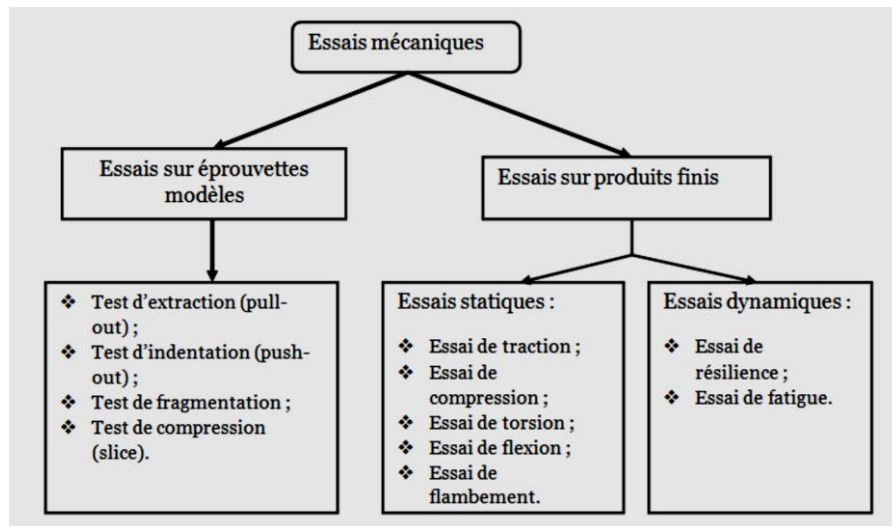 Essais mécaniques
Essais sur éprouvettes
modèles
Essais sur produits finis
❖ Test d'extraction (pull-
out) ;
❖ Test d'indentation (push-
out) ;
❖ Test de fragmentation ;
❖ Test de compression
(slice).
Essais statiques :
❖ Essai de traction ;
❖ Essai de
compression ;
❖ Essai de torsion ;
❖ Essai de flexion ;
❖ Essai de
flambement.
Essais dynamiques :
❖ Essai de
résilience ;
❖ Essai de fatigue.